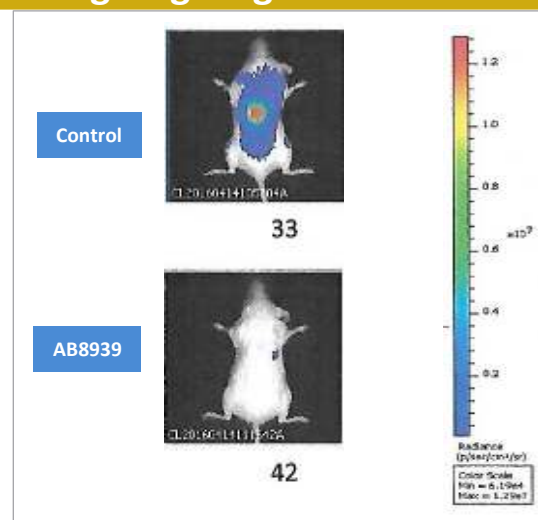 Control
33
AB8939
42
1.2
1.0
0.8
0.6
x10⁷
0.4
0.2
Radiance
(p/sec/cm²/sr)
Color Scale
Min = 6.19e4
Max = 1.29e7